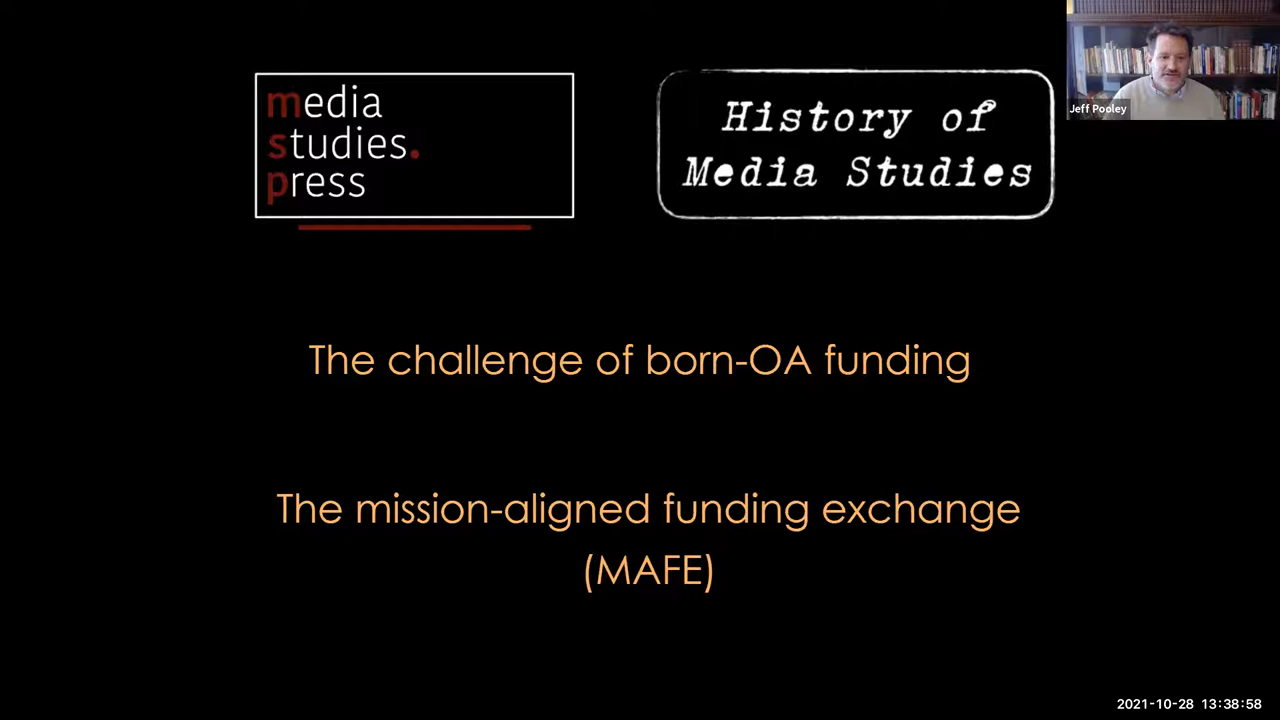 media
studies.
press
History of
Media Studies
Jeff Pooley
The challenge of born-OA funding
The mission-aligned funding exchange
(MAFE)
2021-10-28 13:38:58